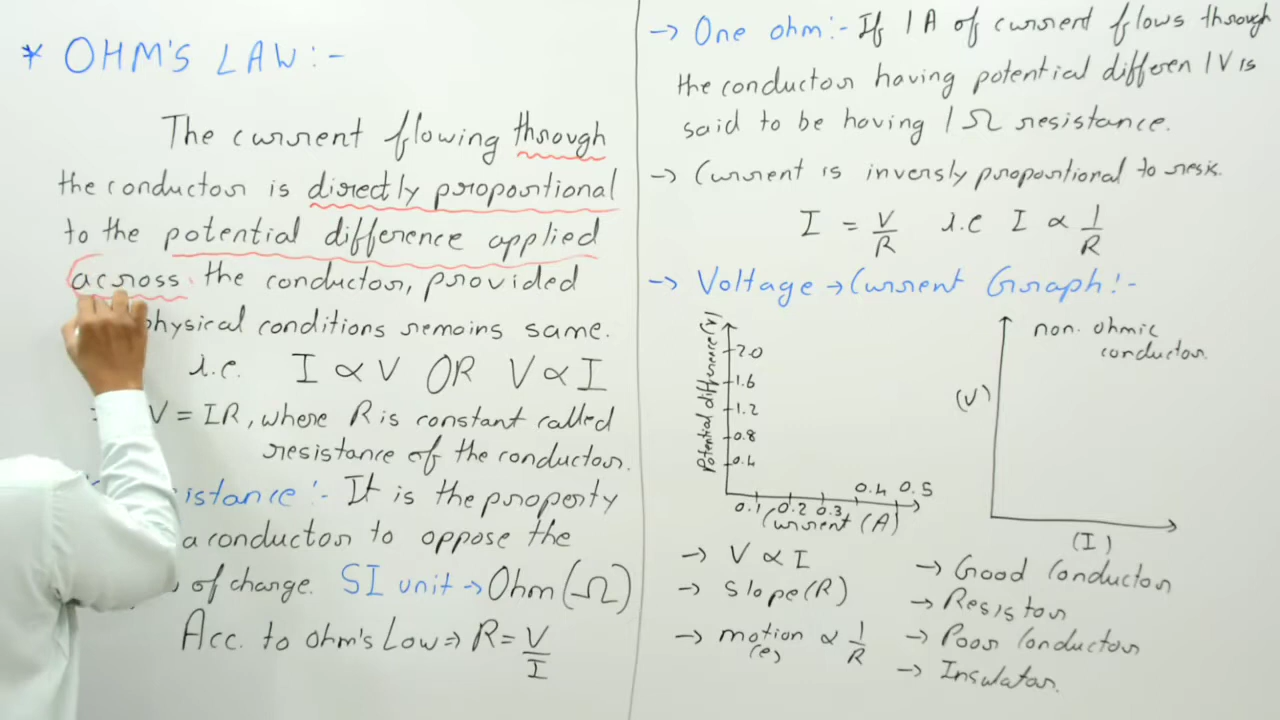 * OHM'S LAW:-
The current flowing through
the conductor is directly proportional
to the potential difference applied
across the conductor, provided
physical conditions remains same.
i.e. I ∝ V OR V ∝ I
V = IR, where R is constant called
resistance of the conductor.
istance:- It is the property
a conductor to oppose the
of charge. SI unit → Ohm (Ω)
Acc. to Ohm's Low ⇒ R = V/I
→ One ohm:- If 1A of current flows through
the conductor having potential differen 1V is
said to be having 1Ω resistance.
→ Current is inversly proportional to resis.
I = V/R i.e I ∝ 1/R
→ Voltage → Current Graph:-
Potential difference (V)
2.0
1.6
1.2
0.8
0.4
0.1 0.2 0.3 0.4 0.5
Current (A)
non. ohmic
conductor.
(V)
(I)
→ V ∝ I
→ Slope (R)
→ motion ∝ 1/R
(e)
→ Good Conductor
→ Resistor
→ Poor Conductor
→ Insulator.